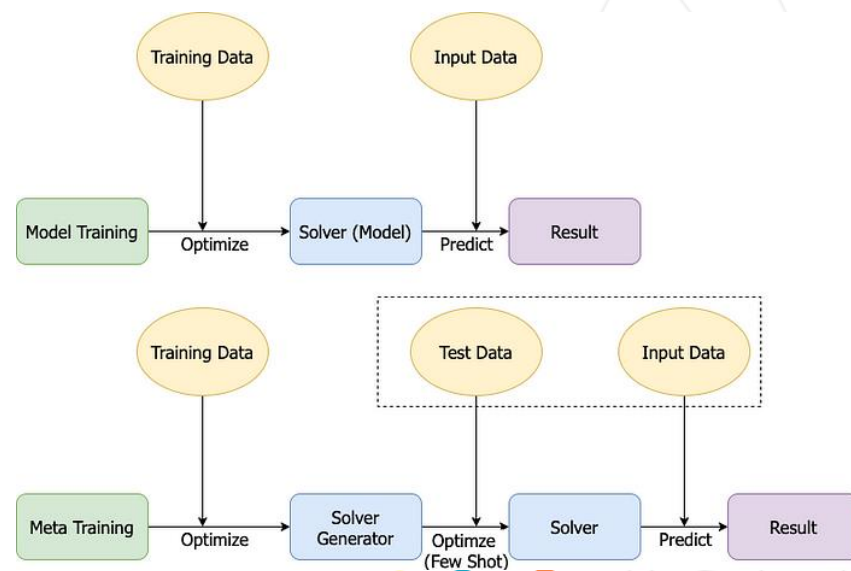 Training Data
Input Data
Model Training
Optimize
Solver (Model)
Predict
Result
Training Data
Test Data
Input Data
Meta Training
Optimize
Solver
Generator
Optimze
(Few Shot)
Solver
Predict
Result